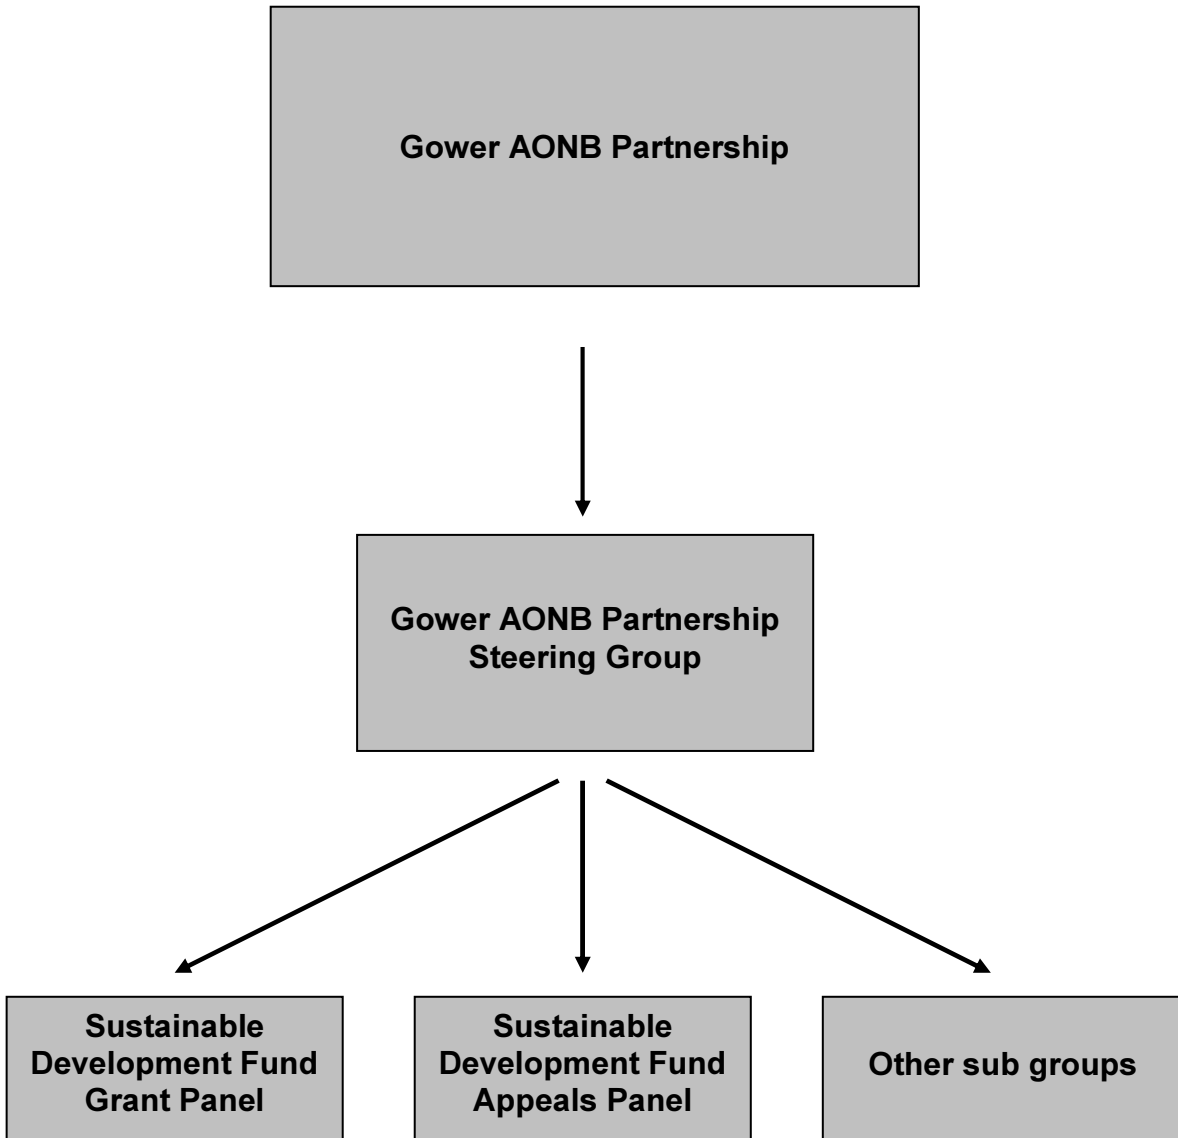 Gower AONB Partnership
Gower AONB Partnership
Steering Group
Sustainable
Development Fund
Grant Panel
Sustainable
Development Fund
Appeals Panel
Other sub groups